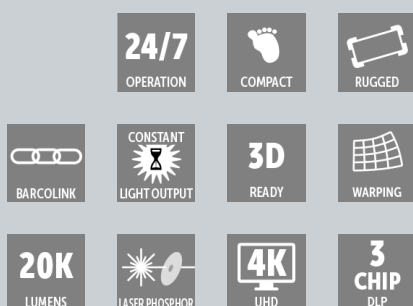 24/7
OPERATION
COMPACT
RUGGED
BARCOLINK
CONSTANT
LIGHT OUTPUT
3D
READY
WARPING
20K
LUMENS
LASER PHOSPHOR
4K
UHD
3
CHIP
DLP